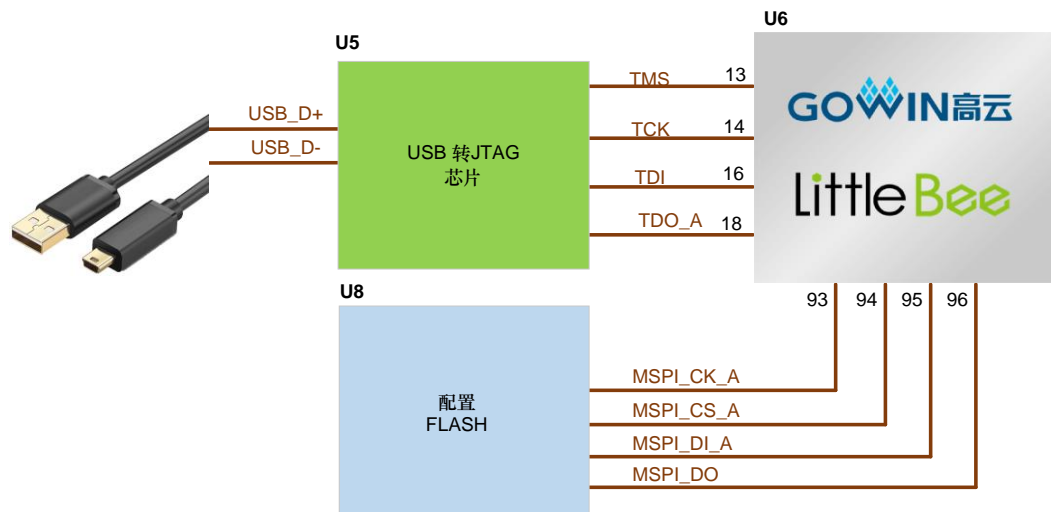 U6
U5
TMS
13
USB_D+
TCK
14
GOWIN高云
USB_D-
USB 转JTAG
芯片
TDI
16
LittleBee
TDO_A
18
U8
93
94
95
96
MSPI_CK_A
配置
FLASH
MSPI_CS_A
MSPI_DI_A
MSPI_DO